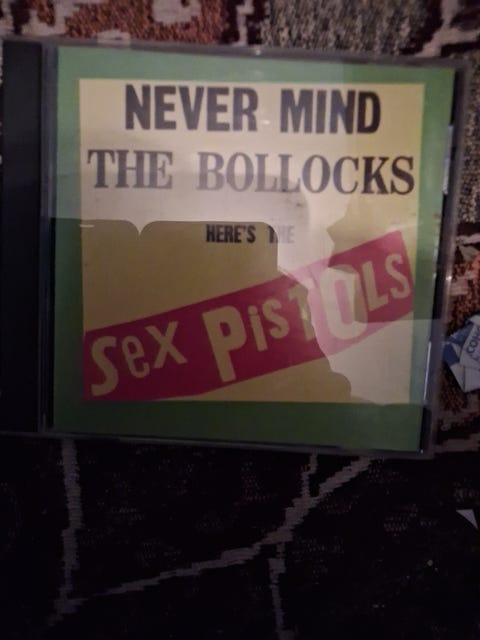 NEVER MIND
THE BOLLOCKS
HERE'S THE
Sex PisTOLS